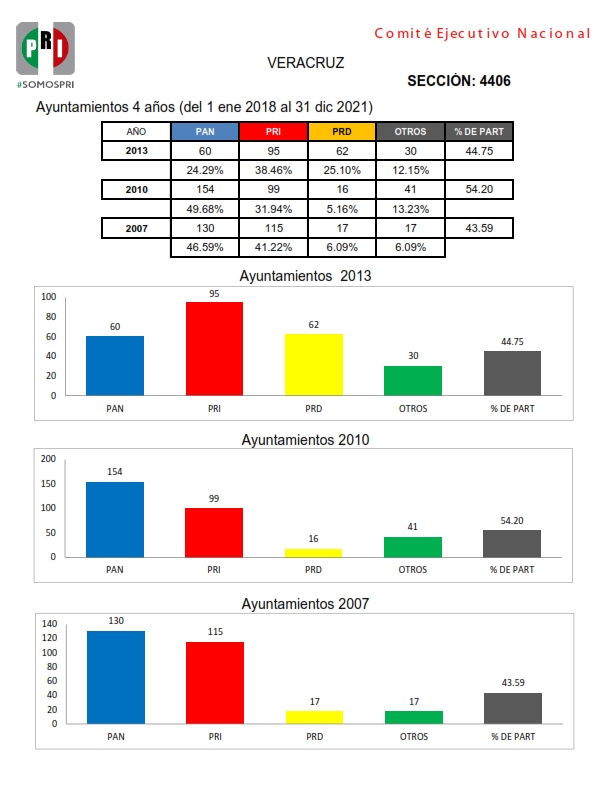 Comité Ejecutivo Nacional
PRI
#SOMOSPRI
VERACRUZ
SECCIÓN: 4406
Ayuntamientos 4 años (del 1 ene 2018 al 31 dic 2021)
AÑO PAN PRI PRD OTROS % DE PART
2013 60 95 62 30 44.75
24.29% 38.46% 25.10% 12.15%
2010 154 99 16 41 54.20
49.68% 31.94% 5.16% 13.23%
2007 130 115 17 17 43.59
46.59% 41.22% 6.09% 6.09%
Ayuntamientos 2013
100
80
60
40
20
0
60 95 62 30 44.75
PAN PRI PRD OTROS % DE PART
Ayuntamientos 2010
200
150
100
50
0
154 99 16 41 54.20
PAN PRI PRD OTROS % DE PART
Ayuntamientos 2007
140
120
100
80
60
40
20
0
130 115 17 17 43.59
PAN PRI PRD OTROS % DE PART